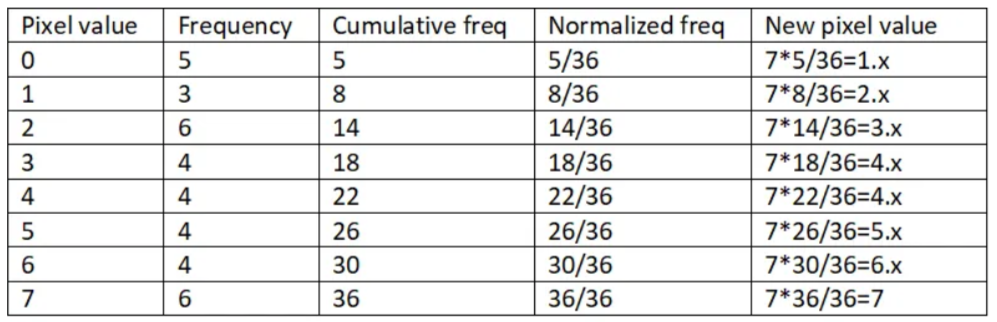 Pixel value Frequency Cumulative freq Normalized freq New pixel value
0 5 5 5/36 7*5/36=1.x
1 3 8 8/36 7*8/36=2.x
2 6 14 14/36 7*14/36=3.x
3 4 18 18/36 7*18/36=4.x
4 4 22 22/36 7*22/36=4.x
5 4 26 26/36 7*26/36=5.x
6 4 30 30/36 7*30/36=6.x
7 6 36 36/36 7*36/36=7